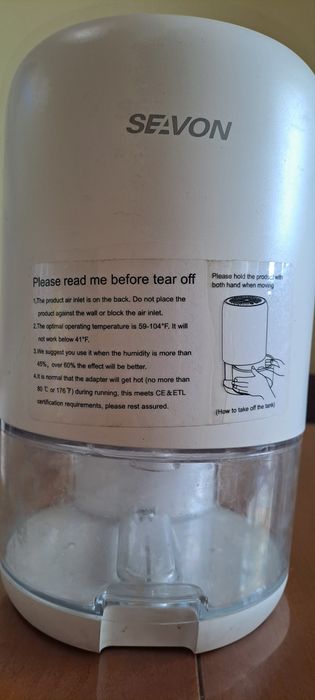 SEAVON
Please read me before tear off
1.The product air inlet is on the back. Do not place the
product against the wall or block the air inlet.
2.The optimal operating temperature is 59-104°F. It will
not work below 41°F.
3.We suggest you use it when the humidity is more than
45%, over 60% the effect will be better.
4.It is normal that the adapter will get hot (no more than
80 ℃ or 176℉) during running, this meets CE&ETL
certification requirements, please rest assured.
Please hold the product with
both hand when moving
(How to take off the tank)